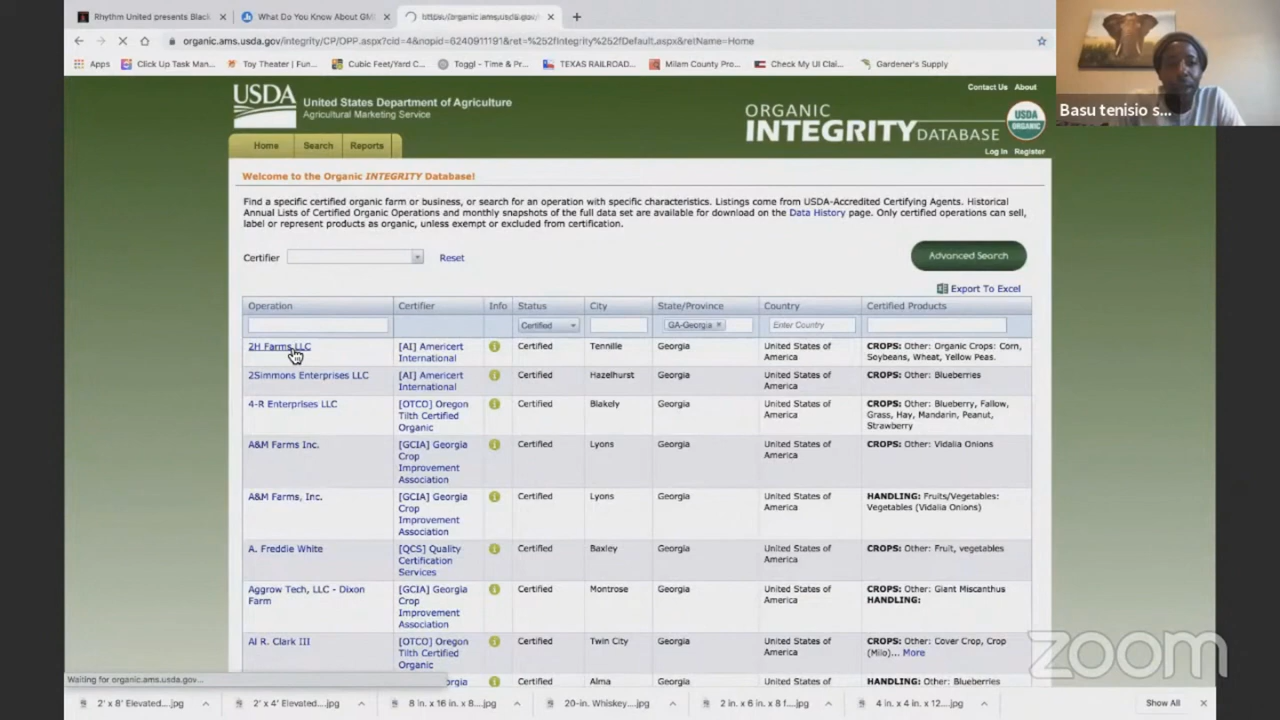 Rhythm United presents Black
What Do You Know About GMO
https://organic.ams.usda.gov/
organic.ams.usda.gov/integrity/CP/OPP.aspx?cid=4&nopid=6240911191&ret=%252fIntegrity%252fDefault.aspx&retName=Home
Apps
Click Up Task Man...
Toy Theater | Fun...
Cubic Feet/Yard C...
Toggl - Time & Pr...
TEXAS RAILROAD...
Milam County Pro...
Check My UI Clai...
Gardener's Supply
Basu tenisio s...
USDA
United States Department of Agriculture
Agricultural Marketing Service
Contact Us About
ORGANIC
INTEGRITY DATABASE
USDA
ORGANIC
Home Search Reports
Log In Register
Welcome to the Organic INTEGRITY Database!
Find a specific certified organic farm or business, or search for an operation with specific characteristics. Listings come from USDA-Accredited Certifying Agents. Historical
Annual Lists of Certified Organic Operations and monthly snapshots of the full data set are available for download on the Data History page. Only certified operations can sell,
label or represent products as organic, unless exempt or excluded from certification.
Certifier Reset
Advanced Search
Export To Excel
Operation Certifier Info Status City State/Province Country Certified Products
Certified GA-Georgia × Enter Country
2H Farms LLC [AI] Americert Certified Tennille Georgia United States of CROPS: Other: Organic Crops: Corn,
International America Soybeans, Wheat, Yellow Peas.
2Simmons Enterprises LLC [AI] Americert Certified Hazelhurst Georgia United States of CROPS: Other: Blueberries
International America
4-R Enterprises LLC [OTCO] Oregon Certified Blakely Georgia United States of CROPS: Other: Blueberry, Fallow,
Tilth Certified America Grass, Hay, Mandarin, Peanut,
Organic Strawberry
A&M Farms Inc. [GCIA] Georgia Certified Lyons Georgia United States of CROPS: Other: Vidalia Onions
Crop America
Improvement
Association
A&M Farms, Inc. [GCIA] Georgia Certified Lyons Georgia United States of HANDLING: Fruits/Vegetables:
Crop America Vegetables (Vidalia Onions)
Improvement
Association
A. Freddie White [QCS] Quality Certified Baxley Georgia United States of CROPS: Other: Fruit, vegetables
Certification America
Services
Aggrow Tech, LLC - Dixon [GCIA] Georgia Certified Montrose Georgia United States of CROPS: Other: Giant Miscanthus
Farm Crop America HANDLING:
Improvement
Association
Al R. Clark III [OTCO] Oregon Certified Twin City Georgia United States of CROPS: Other: Cover Crop, Crop
Tilth Certified America (Milo)... More
Organic
Certified Alma Georgia United States of HANDLING: Other: Blueberries
Waiting for organic.ams.usda.gov...
zoom
2' x 8' Elevated....jpg
2' x 4' Elevated....jpg
8 in. x 16 in. x 8....jpg
20-in. Whiskey....jpg
2 in. x 6 in. x 8 f....jpg
4 in. x 4 in. x 12....jpg
Show All